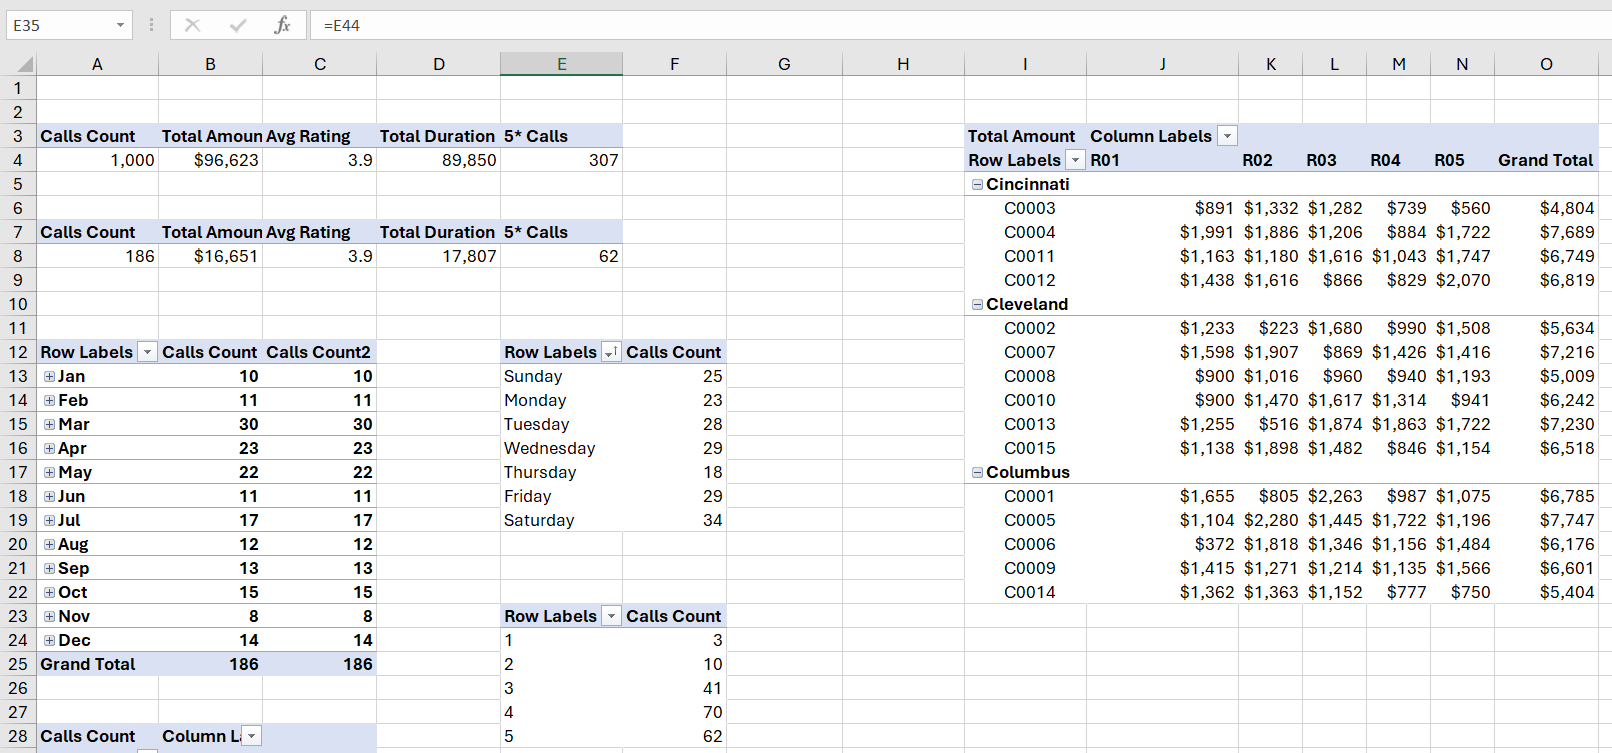 E35 fx =E44
A B C D E F G H I J K L M N O
1
2
3 Calls Count Total Amoun Avg Rating Total Duration 5* Calls Total Amount Column Labels
4 1,000 $96,623 3.9 89,850 307 Row Labels R01 R02 R03 R04 R05 Grand Total
5 Cincinnati
6 C0003 $891 $1,332 $1,282 $739 $560 $4,804
7 Calls Count Total Amoun Avg Rating Total Duration 5* Calls C0004 $1,991 $1,886 $1,206 $884 $1,722 $7,689
8 186 $16,651 3.9 17,807 62 C0011 $1,163 $1,180 $1,616 $1,043 $1,747 $6,749
9 C0012 $1,438 $1,616 $866 $829 $2,070 $6,819
10 Cleveland
11 C0002 $1,233 $223 $1,680 $990 $1,508 $5,634
12 Row Labels Calls Count Calls Count2 Row Labels Calls Count C0007 $1,598 $1,907 $869 $1,426 $1,416 $7,216
13 Jan 10 10 Sunday 25 C0008 $900 $1,016 $960 $940 $1,193 $5,009
14 Feb 11 11 Monday 23 C0010 $900 $1,470 $1,617 $1,314 $941 $6,242
15 Mar 30 30 Tuesday 28 C0013 $1,255 $516 $1,874 $1,863 $1,722 $7,230
16 Apr 23 23 Wednesday 29 C0015 $1,138 $1,898 $1,482 $846 $1,154 $6,518
17 May 22 22 Thursday 18 Columbus
18 Jun 11 11 Friday 29 C0001 $1,655 $805 $2,263 $987 $1,075 $6,785
19 Jul 17 17 Saturday 34 C0005 $1,104 $2,280 $1,445 $1,722 $1,196 $7,747
20 Aug 12 12 C0006 $372 $1,818 $1,346 $1,156 $1,484 $6,176
21 Sep 13 13 C0009 $1,415 $1,271 $1,214 $1,135 $1,566 $6,601
22 Oct 15 15 C0014 $1,362 $1,363 $1,152 $777 $750 $5,404
23 Nov 8 8 Row Labels Calls Count
24 Dec 14 14 1 3
25 Grand Total 186 186 2 10
26 3 41
27 4 70
28 Calls Count Column La 5 62